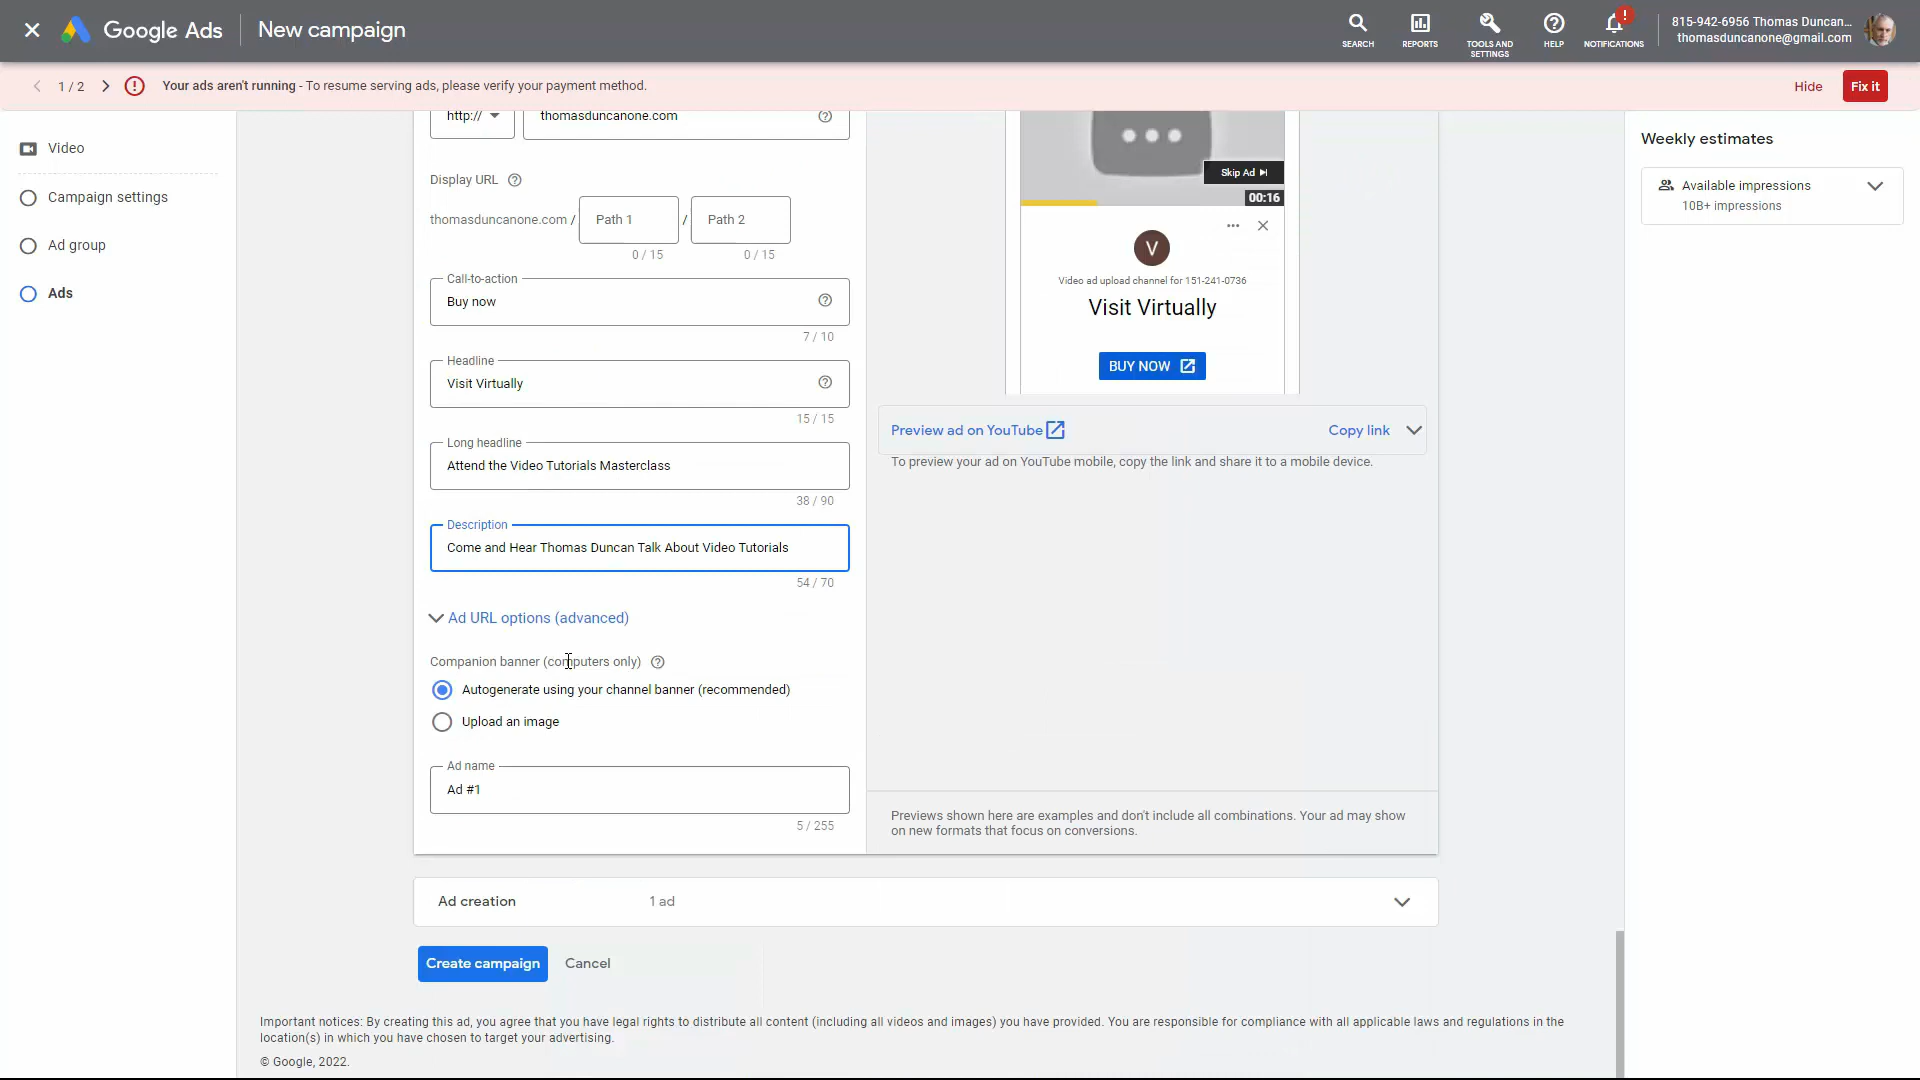 Google Ads
New campaign
SEARCH
REPORTS
TOOLS AND
SETTINGS
HELP
!
NOTIFICATIONS
815-942-6956 Thomas Duncan...
thomasduncanone@gmail.com
1 / 2
Your ads aren't running - To resume serving ads, please verify your payment method.
Hide
Fix it
Video
Campaign settings
Ad group
Ads
http://
thomasduncanone.com
Display URL
thomasduncanone.com /
Path 1
/
Path 2
0 / 15
0 / 15
Call-to-action
Buy now
7 / 10
Headline
Visit Virtually
15 / 15
Long headline
Attend the Video Tutorials Masterclass
38 / 90
Description
Come and Hear Thomas Duncan Talk About Video Tutorials
54 / 70
Ad URL options (advanced)
Companion banner (computers only)
Autogenerate using your channel banner (recommended)
Upload an image
Ad name
Ad #1
5 / 255
Skip Ad
00:16
V
Video ad upload channel for 151-241-0736
Visit Virtually
BUY NOW
Preview ad on YouTube
Copy link
To preview your ad on YouTube mobile, copy the link and share it to a mobile device.
Previews shown here are examples and don't include all combinations. Your ad may show
on new formats that focus on conversions.
Weekly estimates
Available impressions
10B+ impressions
Ad creation
1 ad
Create campaign
Cancel
Important notices: By creating this ad, you agree that you have legal rights to distribute all content (including all videos and images) you have provided. You are responsible for compliance with all applicable laws and regulations in the
location(s) in which you have chosen to target your advertising.
© Google, 2022.